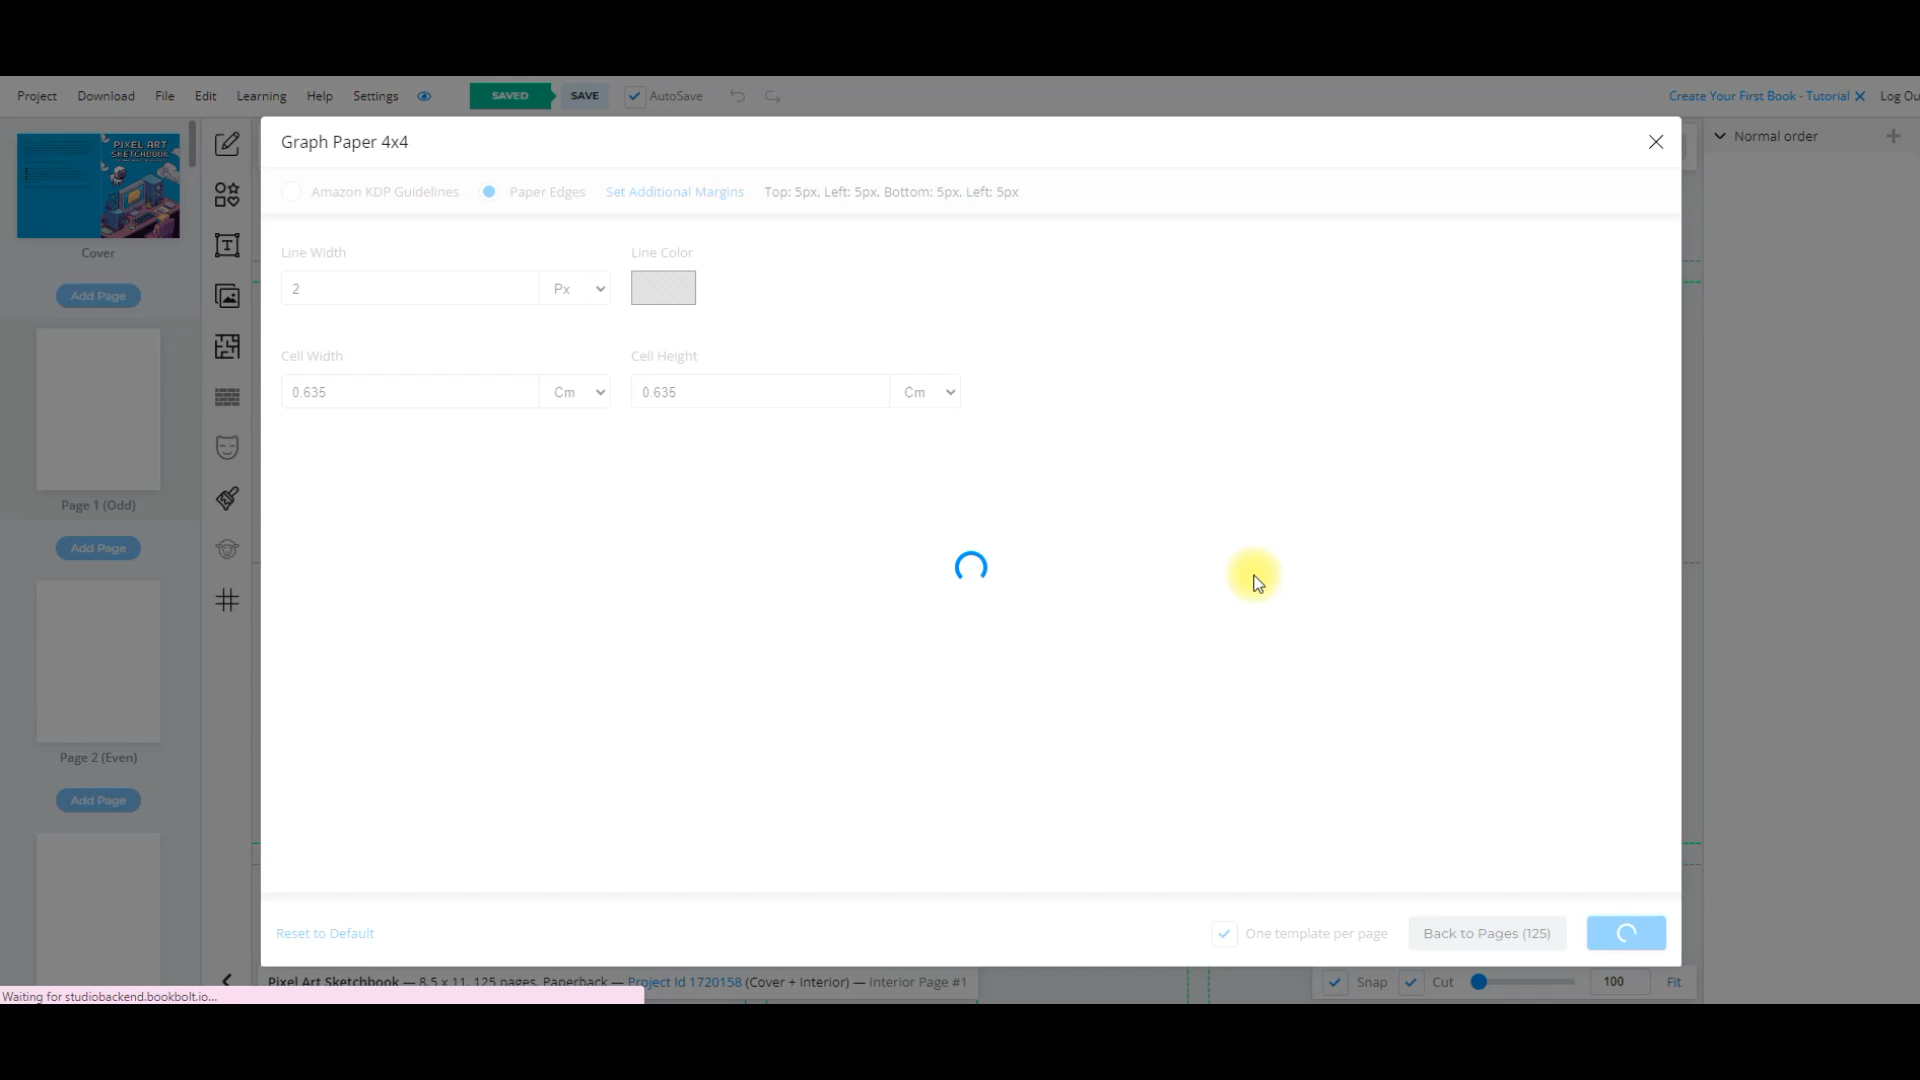 Project Download File Edit Learning Help Settings SAVED SAVE AutoSave Create Your First Book - Tutorial Log Ou
PIXEL ART
SKETCHBOOK
Cover
Add Page
Page 1 (Odd)
Add Page
Page 2 (Even)
Add Page
Graph Paper 4x4
Amazon KDP Guidelines Paper Edges Set Additional Margins Top: 5px, Left: 5px, Bottom: 5px, Left: 5px
Line Width Line Color
2 Px
Cell Width Cell Height
0.635 Cm 0.635 Cm
Reset to Default One template per page Back to Pages (125)
Normal order
Pixel Art Sketchbook — 8.5 x 11, 125 pages, Paperback — Project Id 1720158 (Cover + Interior) — Interior Page #1 Snap Cut 100 Fit
Waiting for studiobackend.bookbolt.io...